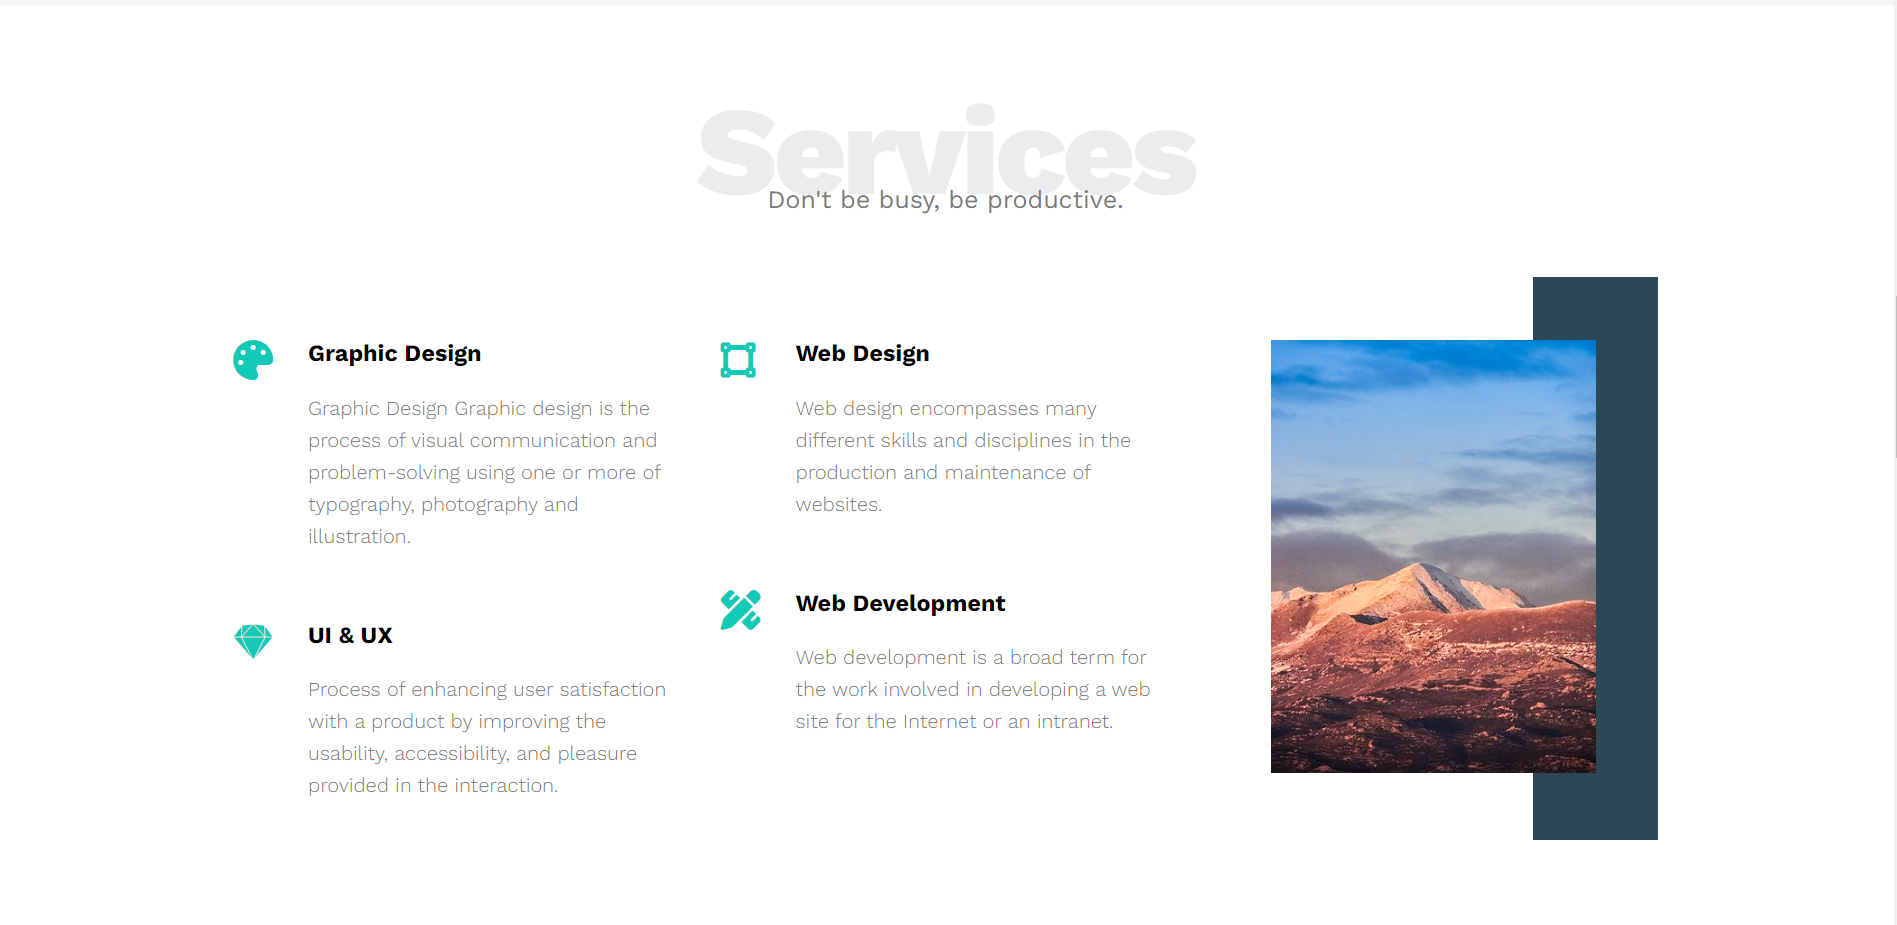 Services
Don't be busy, be productive.
Graphic Design
Graphic Design Graphic design is the
process of visual communication and
problem-solving using one or more of
typography, photography and
illustration.
UI & UX
Process of enhancing user satisfaction
with a product by improving the
usability, accessibility, and pleasure
provided in the interaction.
Web Design
Web design encompasses many
different skills and disciplines in the
production and maintenance of
websites.
Web Development
Web development is a broad term for
the work involved in developing a web
site for the Internet or an intranet.